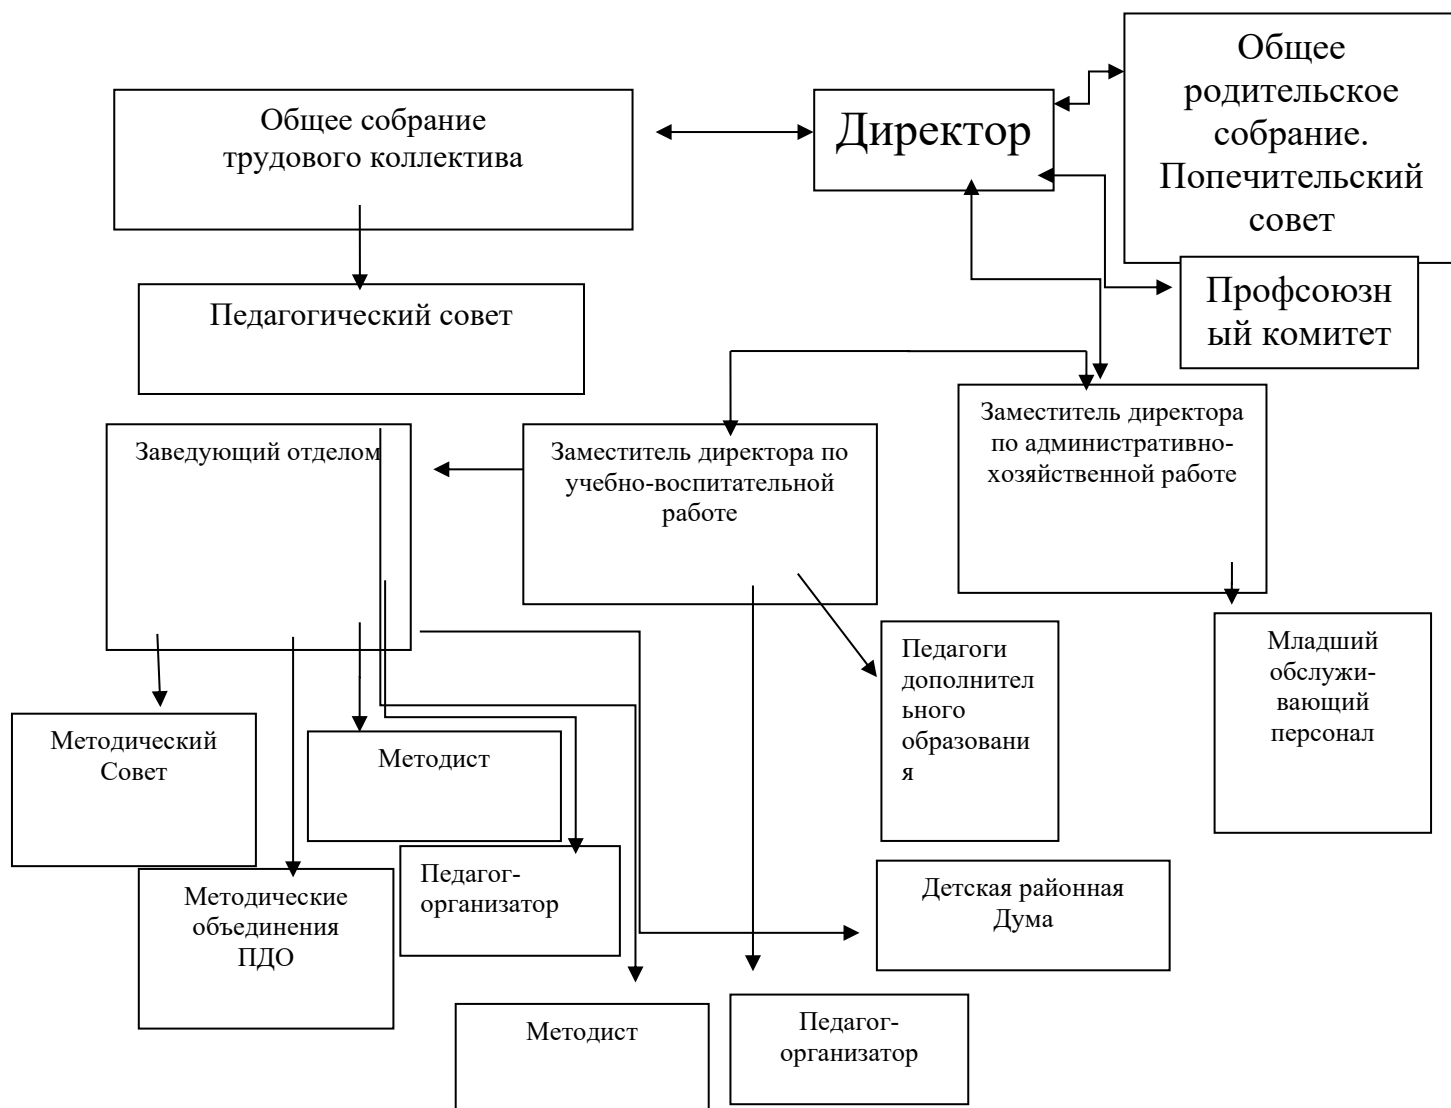 Общее
родительское
собрание.
Попечительский
совет
Общее собрание
трудового коллектива
Директор
Профсоюзн
ый комитет
Педагогический совет
Заместитель директора
по административно-
хозяйственной работе
Заведующий отделом
Заместитель директора по
учебно-воспитательной
работе
Педагоги
дополнител
ьного
образовани
я
Младший
обслужи-
вающий
персонал
Методический
Совет
Методист
Педагог-
организатор
Методические
объединения
ПДО
Детская районная
Дума
Методист
Педагог-
организатор